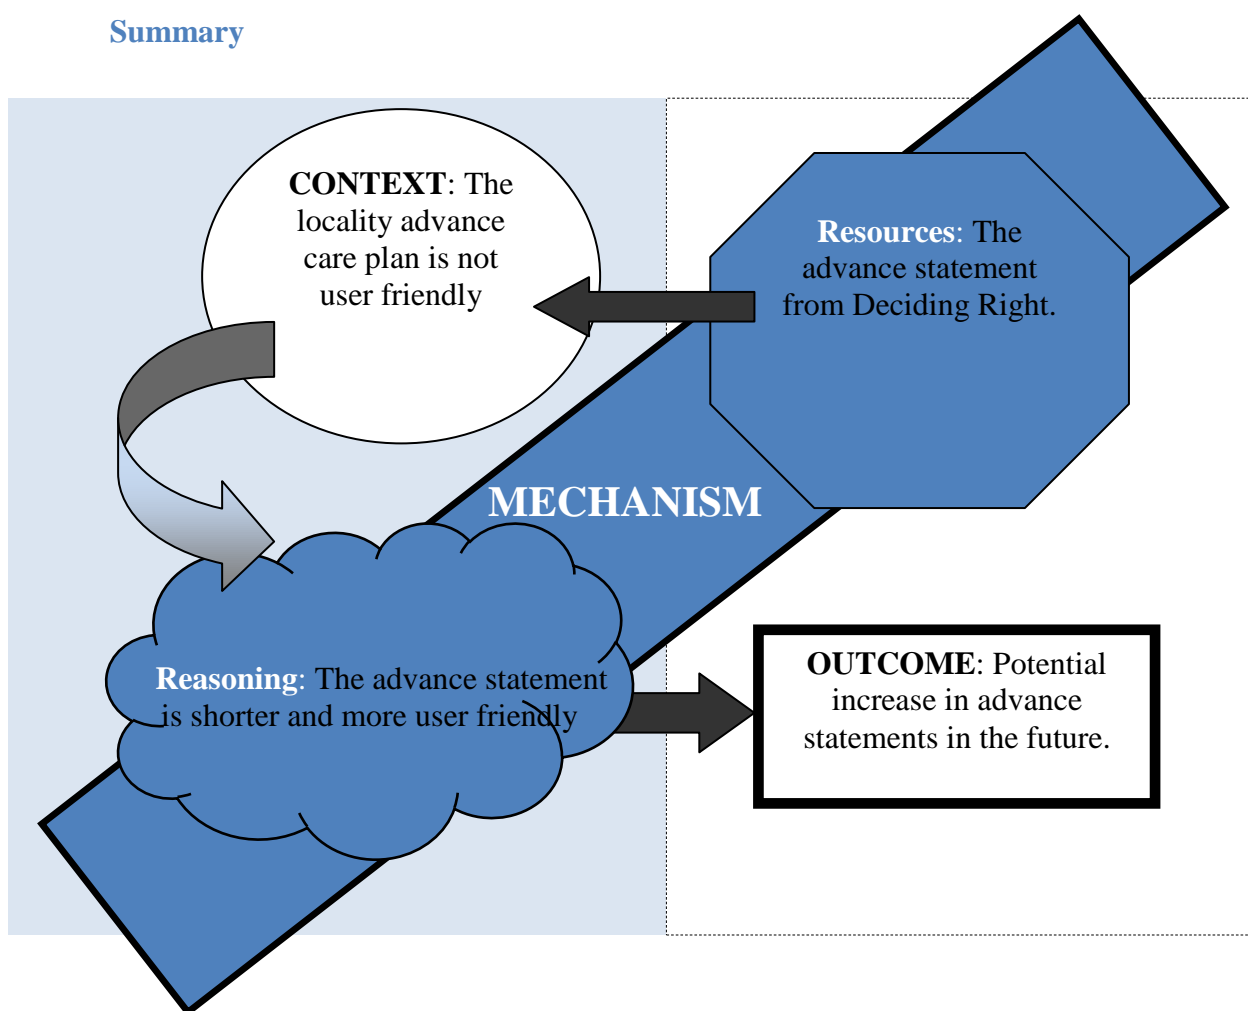 Summary
CONTEXT: The
locality advance
care plan is not
user friendly
Resources: The
advance statement
from Deciding Right.
MECHANISM
Reasoning: The advance statement
is shorter and more user friendly
OUTCOME: Potential
increase in advance
statements in the future.